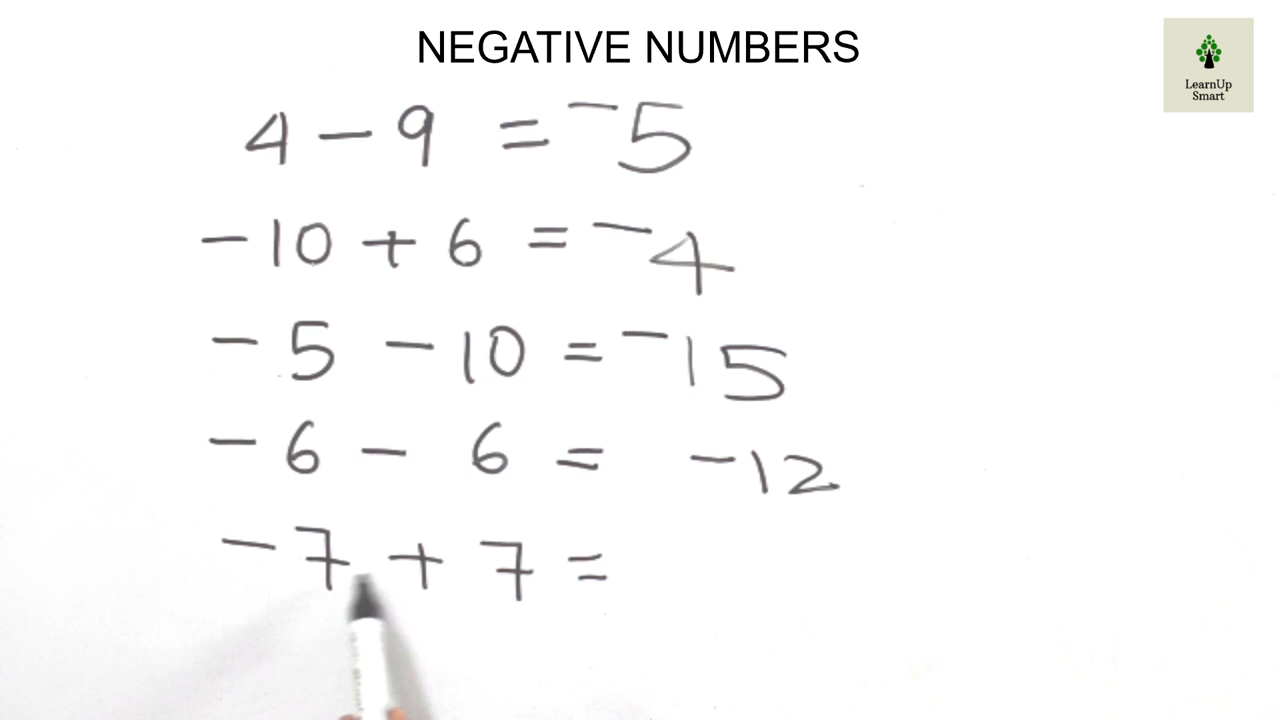 NEGATIVE NUMBERS
LearnUp
Smart
4 - 9 = -5
-10 + 6 = -4
-5 - 10 = -15
-6 - 6 = -12
-7 + 7 =